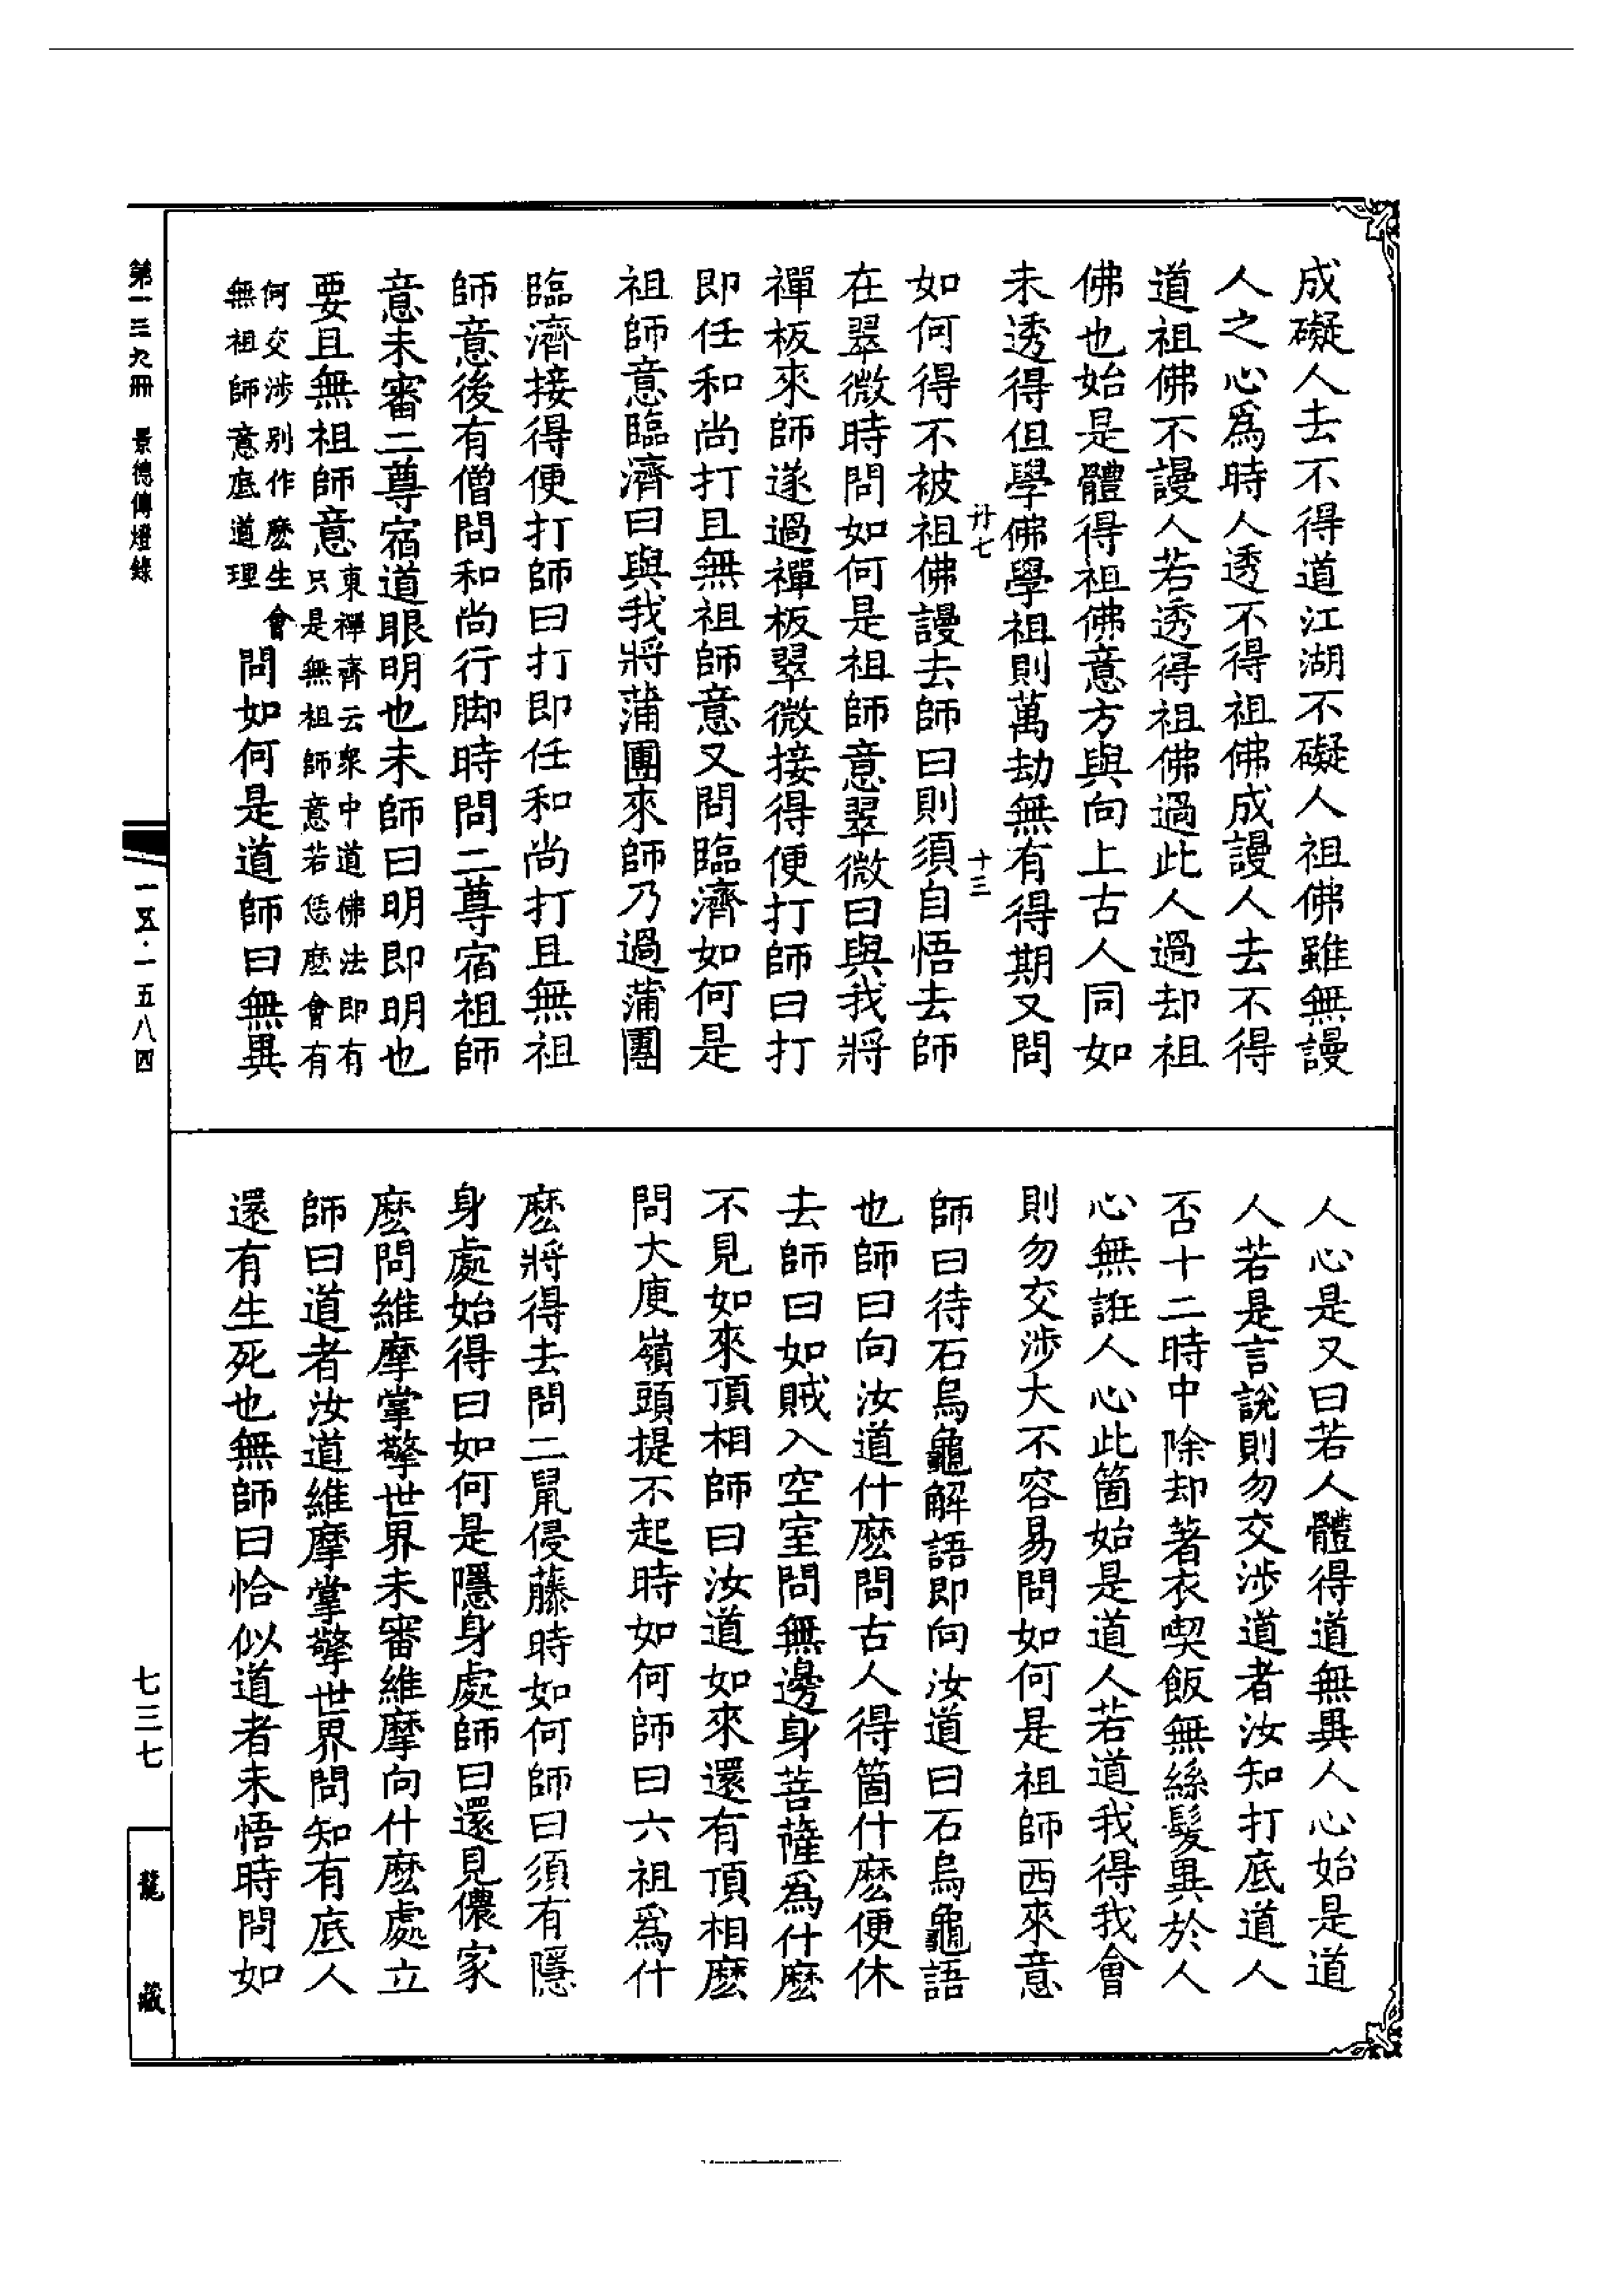 成礙人去不得道江湖不礙人祖佛雖無謾
人之心爲時人透不得祖佛成謾人去不得
道祖佛不謾人若透得祖佛過此人過却祖
佛也始是體得祖佛意方與向上古人同如
未透得但學佛學祖則萬劫無有得期又問
卄七 十三
如何得不被祖佛謾去師曰則須自悟去師
在翠微時問如何是祖師意翠微曰與我將
禪板來師遂過禪板翠微接得便打師曰打
即任和尚打且無祖師意又問臨濟如何是
祖師意臨濟曰與我將蒲團來師乃過蒲團
臨濟接得便打師曰打即任和尚打且無祖
師意後有僧問和尚行脚時問二尊宿祖師
意未審二尊宿道眼明也未師曰明即明也
要且無祖師意東禪齊云衆中道佛法即有
只是無祖師意若恁麽會有
何交涉別作麽生會
無祖師意底道理
問如何是道師曰無異
人心是又曰若人體得道無異人心始是道
人若是言說則勿交涉道者汝知打底道人
否十二時中除却著衣喫飯無絲髮異於人
心無誑人心此箇始是道人若道我得我會
則勿交涉大不容易問如何是祖師西來意
師曰待石烏龜解語即向汝道曰石烏龜語
也師曰向汝道什麽問古人得箇什麽便休
去師曰如賊入空室問無邊身菩薩爲什麽
不見如來頂相師曰汝道如來還有頂相麽
問大庾嶺頭提不起時如何師曰六祖爲什
麽將得去問二鼠侵藤時如何師曰須有隱
身處始得曰如何是隱身處師曰還見儂家
麽問維摩掌擎世界未審維摩向什麽處立
師曰道者汝道維摩掌擎世界問知有底人
還有生死也無師曰恰似道者未悟時問如
第一三九冊 景德傳燈錄
一五·一五八四
七三七
龍藏